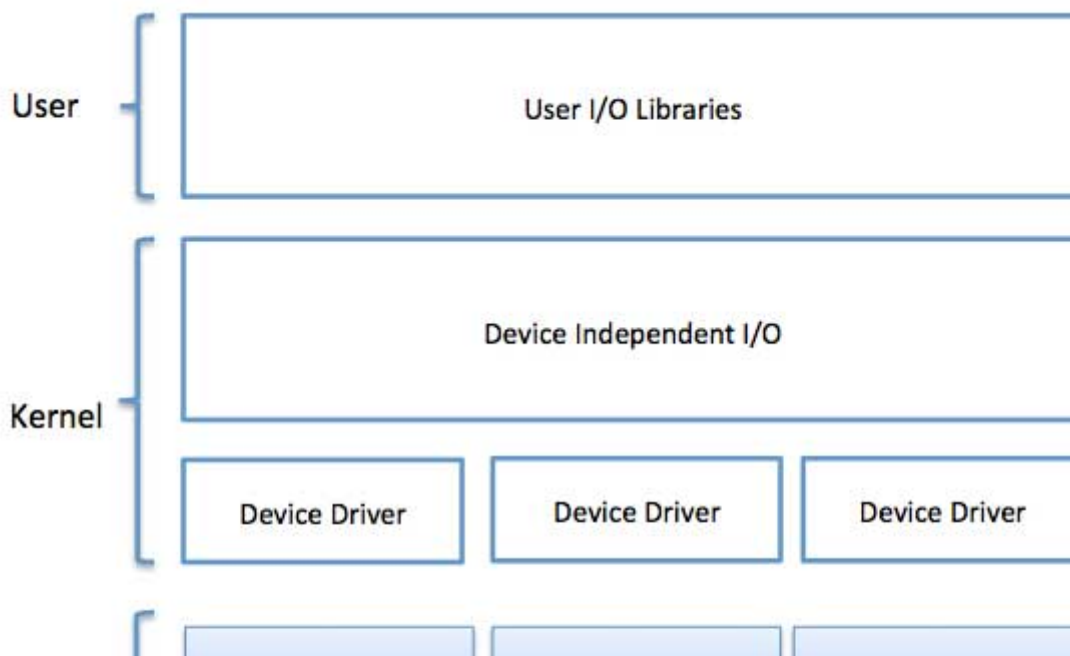 User
User I/O Libraries
Device Independent I/O
Kernel
Device Driver
Device Driver
Device Driver